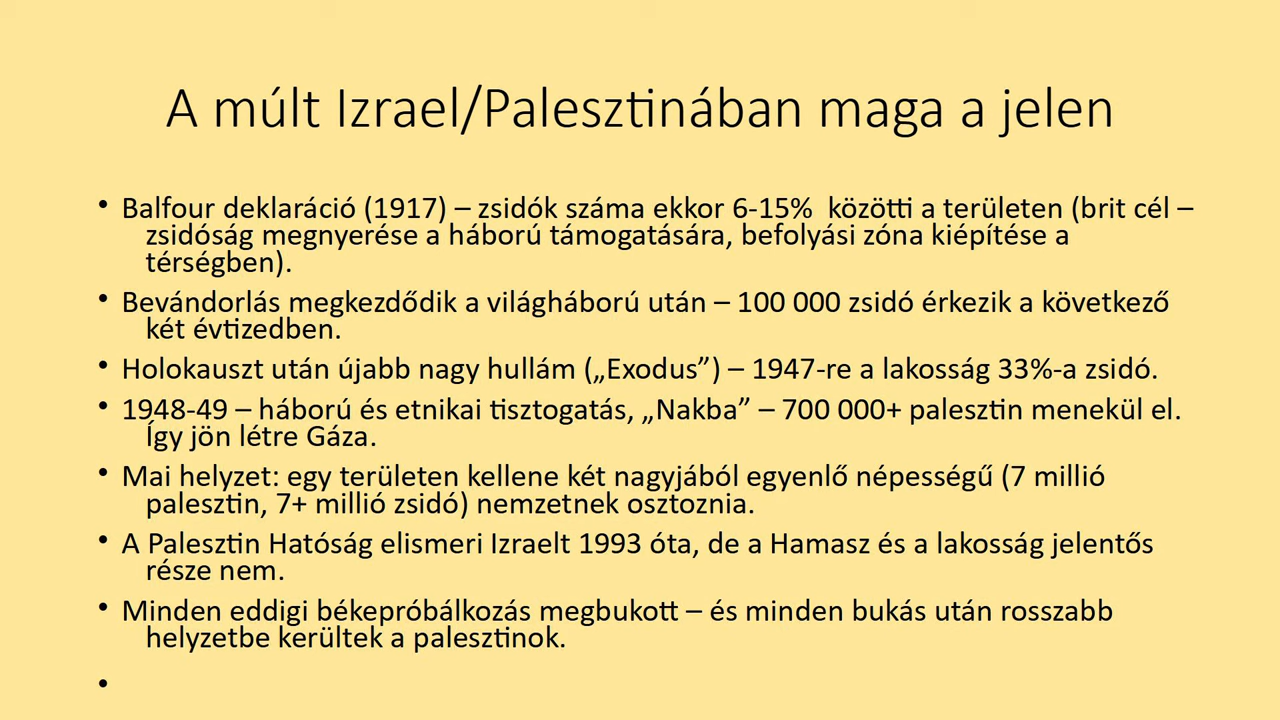 A múlt Izrael/Palesztinában maga a jelen
• Balfour deklaráció (1917) – zsidók száma ekkor 6-15%  közötti a területen (brit cél –
zsidóság megnyerése a háború támogatására, befolyási zóna kiépítése a
térségben).
• Bevándorlás megkezdődik a világháború után – 100 000 zsidó érkezik a következő
két évtizedben.
• Holokauszt után újabb nagy hullám („Exodus”) – 1947-re a lakosság 33%-a zsidó.
• 1948-49 – háború és etnikai tisztogatás, „Nakba” – 700 000+ palesztin menekül el.
Így jön létre Gáza.
• Mai helyzet: egy területen kellene két nagyjából egyenlő népességű (7 millió
palesztin, 7+ millió zsidó) nemzetnek osztoznia.
• A Palesztin Hatóság elismeri Izraelt 1993 óta, de a Hamasz és a lakosság jelentős
része nem.
• Minden eddigi békepróbálkozás megbukott – és minden bukás után rosszabb
helyzetbe kerültek a palesztinok.
•